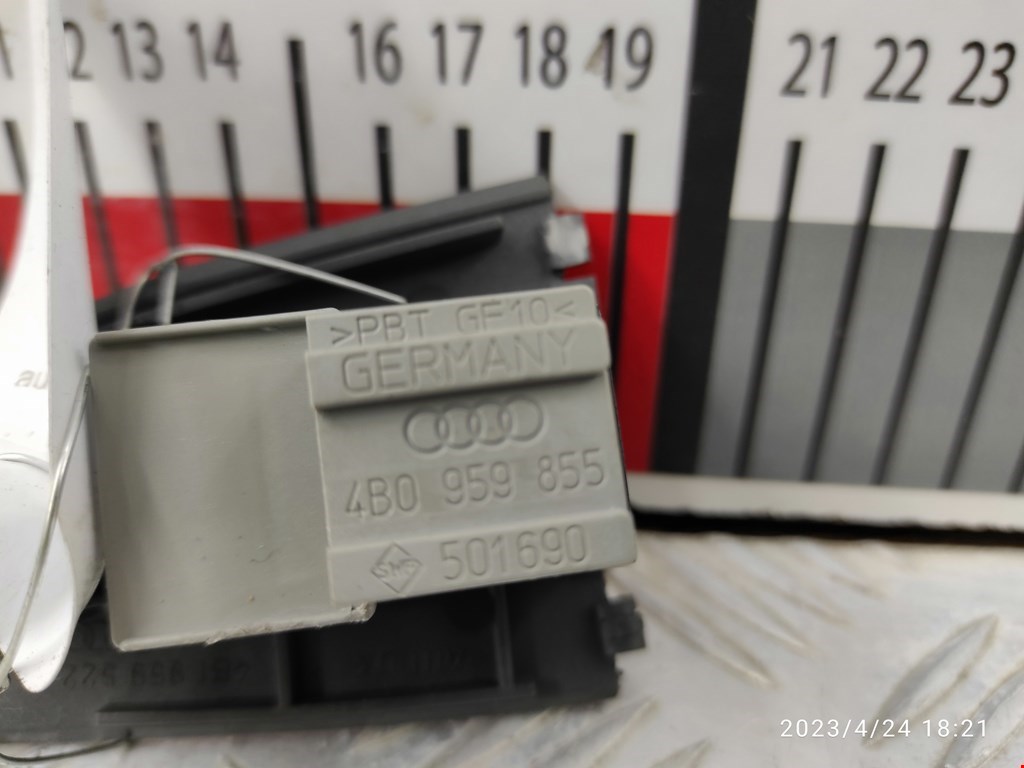 13 14 16 17 18 19 21 22 23
>PBT GF10<
GERMANY
4B0 959 855
SMS 501690
2023/4/24 18:21